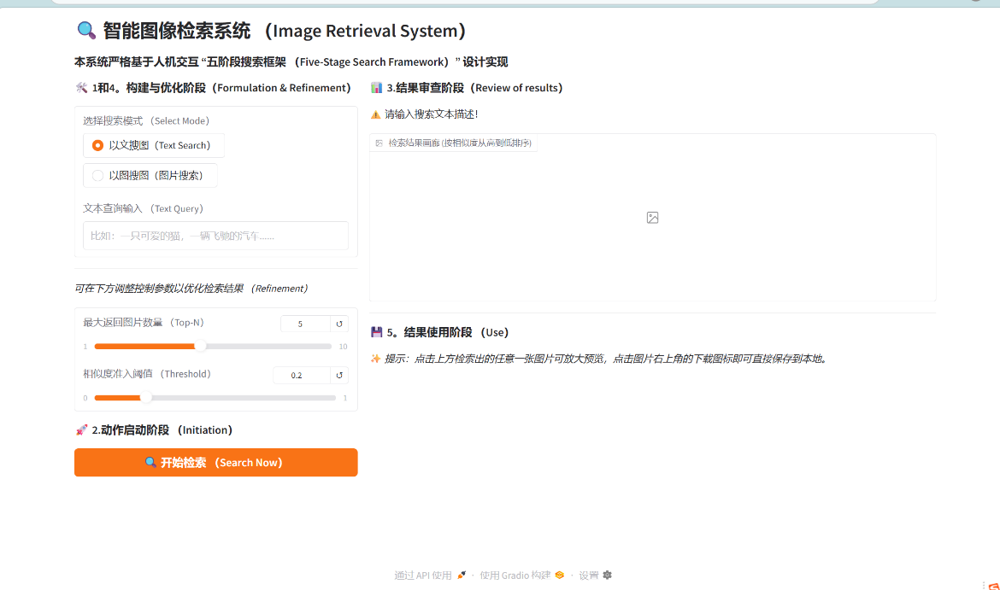 智能图像检索系统 （Image Retrieval System）
本系统严格基于人机交互 “五阶段搜索框架 （Five-Stage Search Framework）” 设计实现
1和4。构建与优化阶段（Formulation & Refinement）
选择搜索模式 （Select Mode）
以文搜图（Text Search）
以图搜图（图片搜索）
文本查询输入 （Text Query）
比如：一只可爱的猫，一辆飞驰的汽车......
可在下方调整控制参数以优化检索结果 （Refinement）
最大返回图片数量 （Top-N）
5 ↺
1 10
相似度准入阈值 （Threshold）
0.2 ↺
0 1
2.动作启动阶段 （Initiation）
开始检索 （Search Now）
3.结果审查阶段（Review of results）
请输入搜索文本描述！
检索结果画廊 (按相似度从高到低排序)
5。结果使用阶段 （Use）
提示：点击上方检索出的任意一张图片可放大预览，点击图片右上角的下载图标即可直接保存到本地。
通过 API 使用 · 使用 Gradio 构建 · 设置